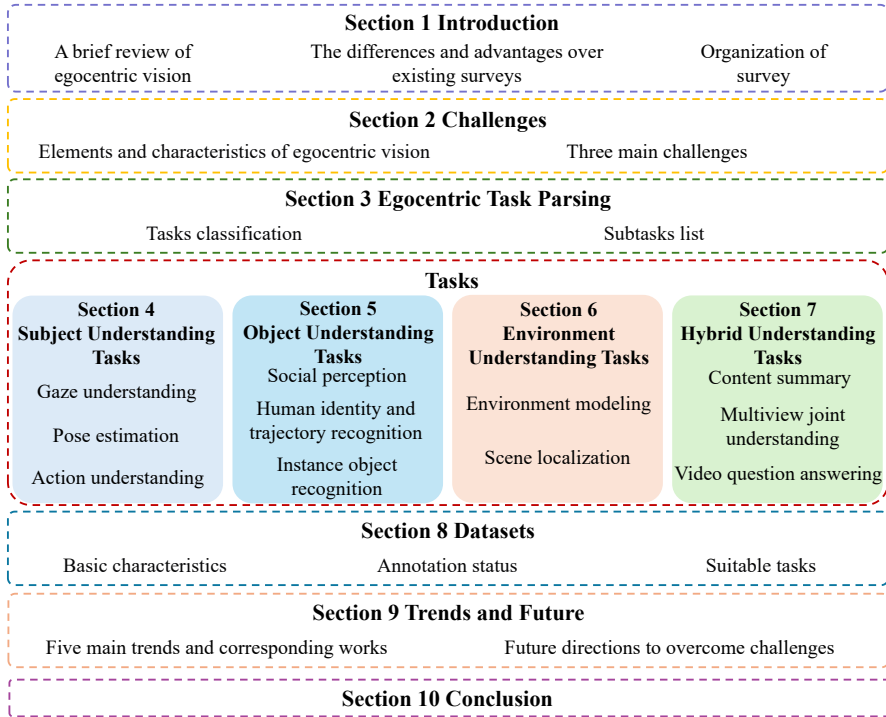 Section 1 Introduction
A brief review of
egocentric vision
The differences and advantages over
existing surveys
Organization of
survey
Section 2 Challenges
Elements and characteristics of egocentric vision
Three main challenges
Section 3 Egocentric Task Parsing
Tasks classification
Subtasks list
Tasks
Section 4
Subject Understanding
Tasks
Gaze understanding
Pose estimation
Action understanding
Section 5
Object Understanding
Tasks
Social perception
Human identity and
trajectory recognition
Instance object
recognition
Section 6
Environment
Understanding Tasks
Environment modeling
Scene localization
Section 7
Hybrid Understanding
Tasks
Content summary
Multiview joint
understanding
Video question answering
Section 8 Datasets
Basic characteristics
Annotation status
Suitable tasks
Section 9 Trends and Future
Five main trends and corresponding works
Future directions to overcome challenges
Section 10 Conclusion